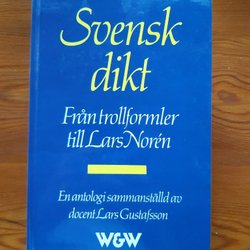 Svensk
dikt
Från trollformler
till Lars Norén
En antologi sammanställd av
docent Lars Gustafsson
W&W